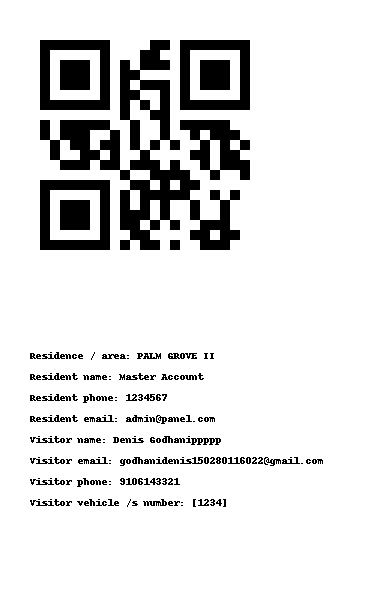 Residence / area: PALM GROVE II
Resident name: Master Account
Resident phone: 1234567
Resident email: admin@panel.com
Visitor name: Denis Godhanippppp
Visitor email: godhanidenis150280116022@gmail.com
Visitor phone: 9106143321
Visitor vehicle /s number: [1234]